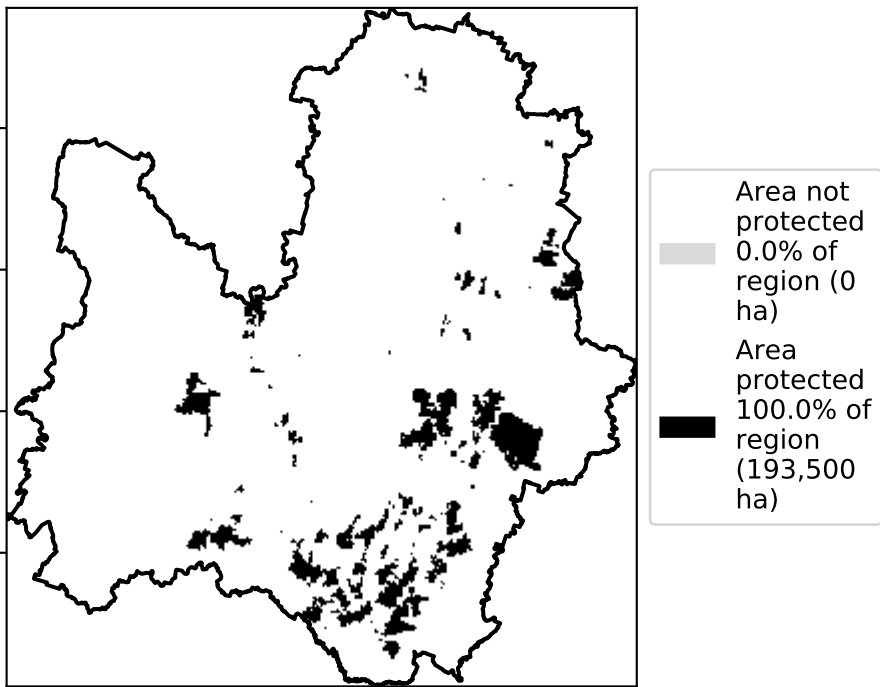 Area not
protected
0.0% of
region (0
ha)
Area
protected
100.0% of
region
(193,500
ha)